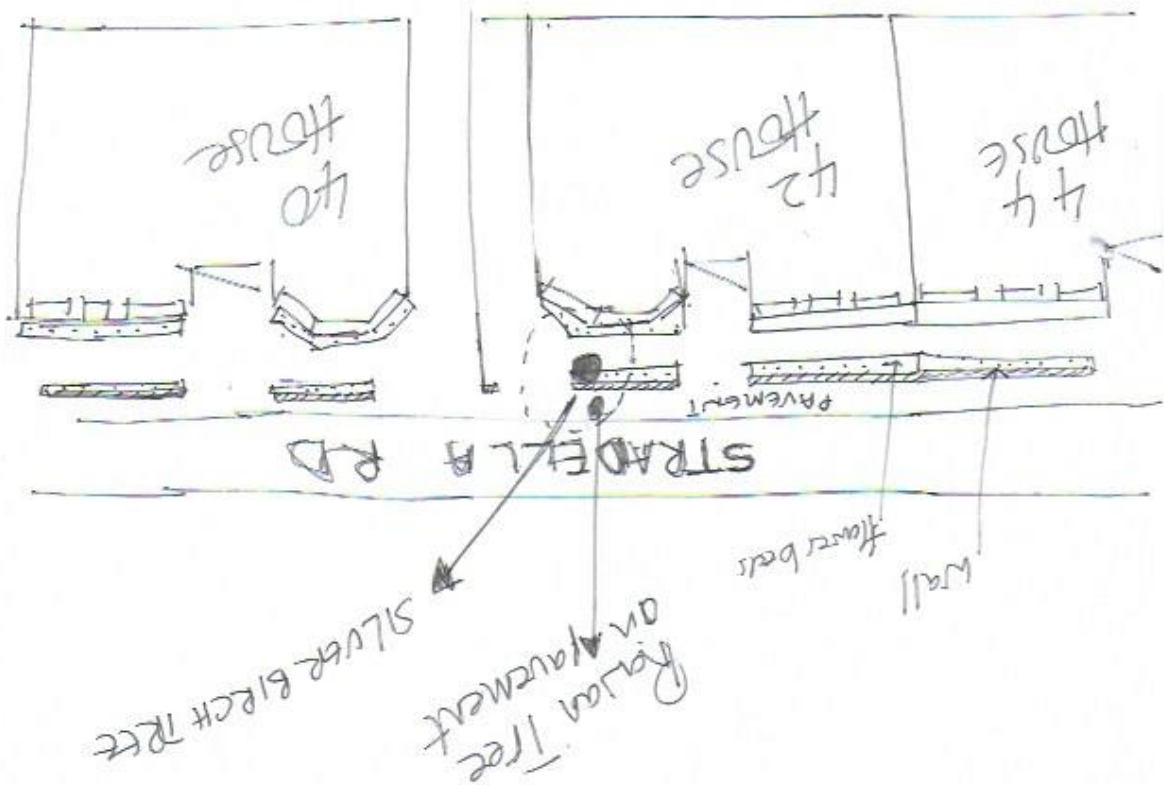 Wall
flower beds
Rowan Tree
on pavement
SILVER BIRCH TREE
STRADELLA RD
PAVEMENT
44
HOUSE
42
HOUSE
40
HOUSE